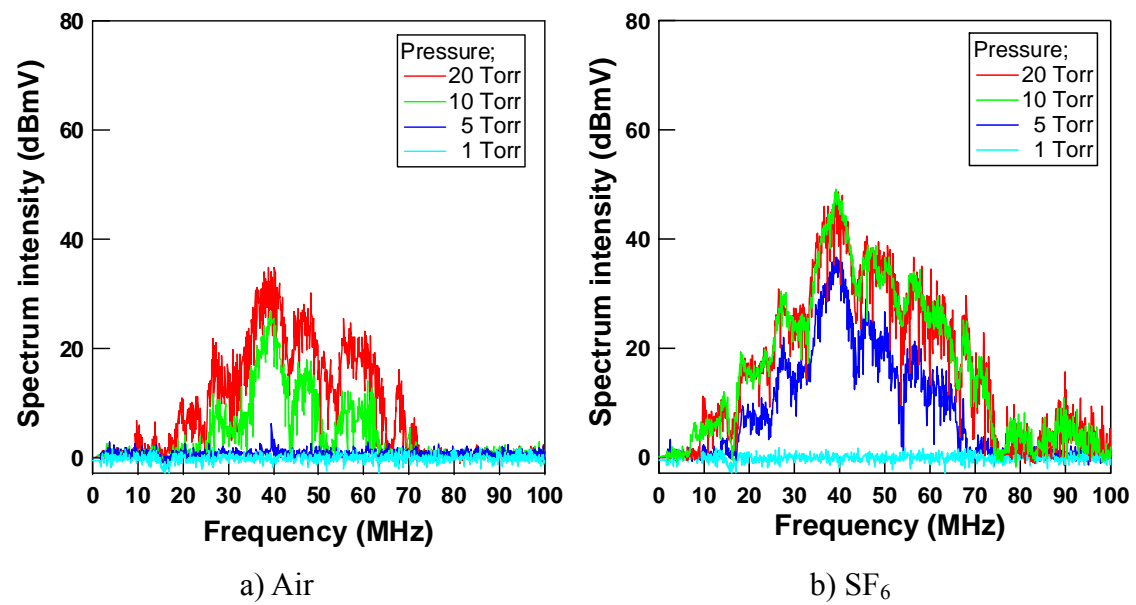 80
60
40
20
0
Spectrum intensity (dBmV)
Pressure;
20 Torr
10 Torr
5 Torr
1 Torr
0 10 20 30 40 50 60 70 80 90 100
Frequency (MHz)
a) Air
80
60
40
20
0
Spectrum intensity (dBmV)
Pressure;
20 Torr
10 Torr
5 Torr
1 Torr
0 10 20 30 40 50 60 70 80 90 100
Frequency (MHz)
b) SF₆